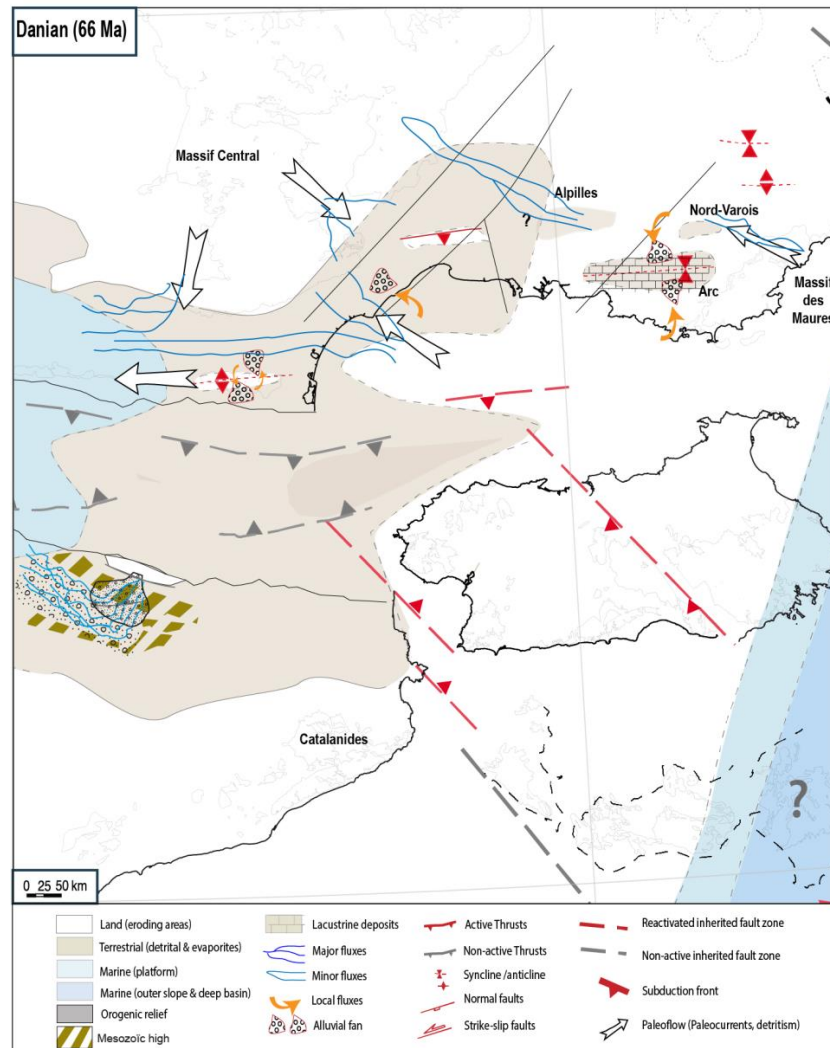 Danian (66 Ma)
Massif Central
Alpilles
?
Nord-Varois
Massif
des
Maures
Arc
Catalanides
?
0 25 50 km
Land (eroding areas)
Terrestrial (detrital & evaporites)
Marine (platform)
Marine (outer slope & deep basin)
Orogenic relief
Mesozoïc high
Lacustrine deposits
Major fluxes
Minor fluxes
Local fluxes
Alluvial fan
Active Thrusts
Non-active Thrusts
Syncline /anticline
Normal faults
Strike-slip faults
Reactivated inherited fault zone
Non-active inherited fault zone
Subduction front
Paleoflow (Paleocurrents, detritism)